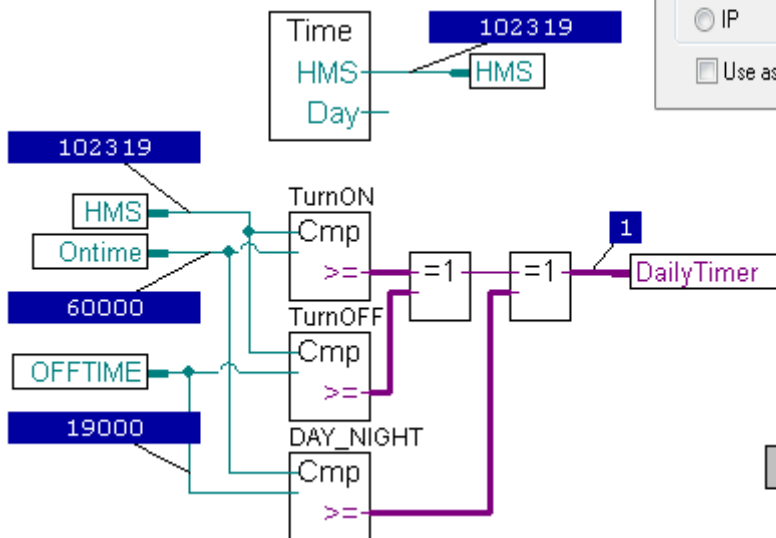 Time
102319
IP
HMS
HMS
Use as
Day
102319
TurnON
HMS
Cmp
1
Ontime
>=
=1
=1
DailyTimer
60000
TurnOFF
Cmp
OFFTIME
>=
19000
DAY_NIGHT
Cmp
>=